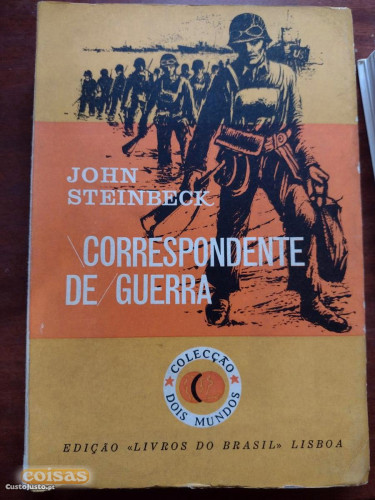 JOHN
STEINBECK
CORRESPONDENTE
DE/GUERRA
COLECÇÃO
DOIS MUNDOS
EDIÇÃO «LIVROS DO BRASIL» LISBOA
coisas
CustoJusto.pt